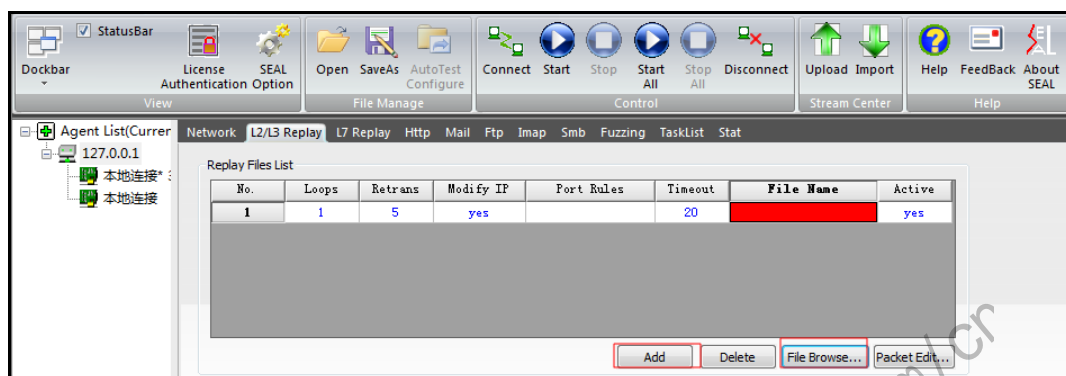 StatusBar
Dockbar
License Authentication
SEAL Option
View
Open
SaveAs
AutoTest Configure
File Manage
Connect
Start
Stop
Start All
Stop All
Disconnect
Control
Upload
Import
Stream Center
Help
FeedBack
About SEAL
Help
Agent List(Curren
127.0.0.1
本地连接* 3
本地连接
Network L2/L3 Replay L7 Replay Http Mail Ftp Imap Smb Fuzzing TaskList Stat
Replay Files List
No. Loops Retrans Modify IP Port Rules Timeout File Name Active
1 1 5 yes 20 yes
Add Delete File Browse... Packet Edit...